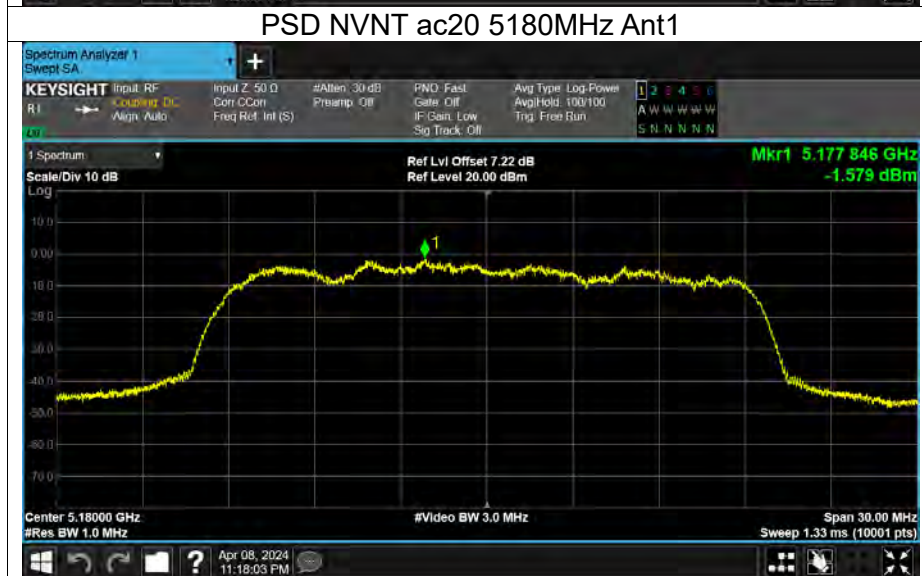 PSD NVNT ac20 5180MHz Ant1
Spectrum Analyzer 1
Swept SA
+
KEYSIGHT Input: RF Input Z: 50 Ω #Atten: 30 dB PNO: Fast Avg Type: Log-Power 1 2 3 4 5 6
Coupling: DC Corr CCorr Preamp: Off Gate: Off Avg|Hold: 100/100 A W W W W W
Align: Auto Freq Ref: Int (S) IF Gain: Low Trig: Free Run
Sig Track: Off S N N N N N
1 Spectrum Ref Lvl Offset 7.22 dB Mkr1 5.177 846 GHz
Scale/Div 10 dB Ref Level 20.00 dBm -1.579 dBm
Log
10.0
0.00
1
-40.0
-50.0
-60.0
-70.0
Center 5.18000 GHz #Video BW 3.0 MHz Span 30.00 MHz
#Res BW 1.0 MHz Sweep 1.33 ms (10001 pts)
? Apr 08, 2024
11:18:03 PM